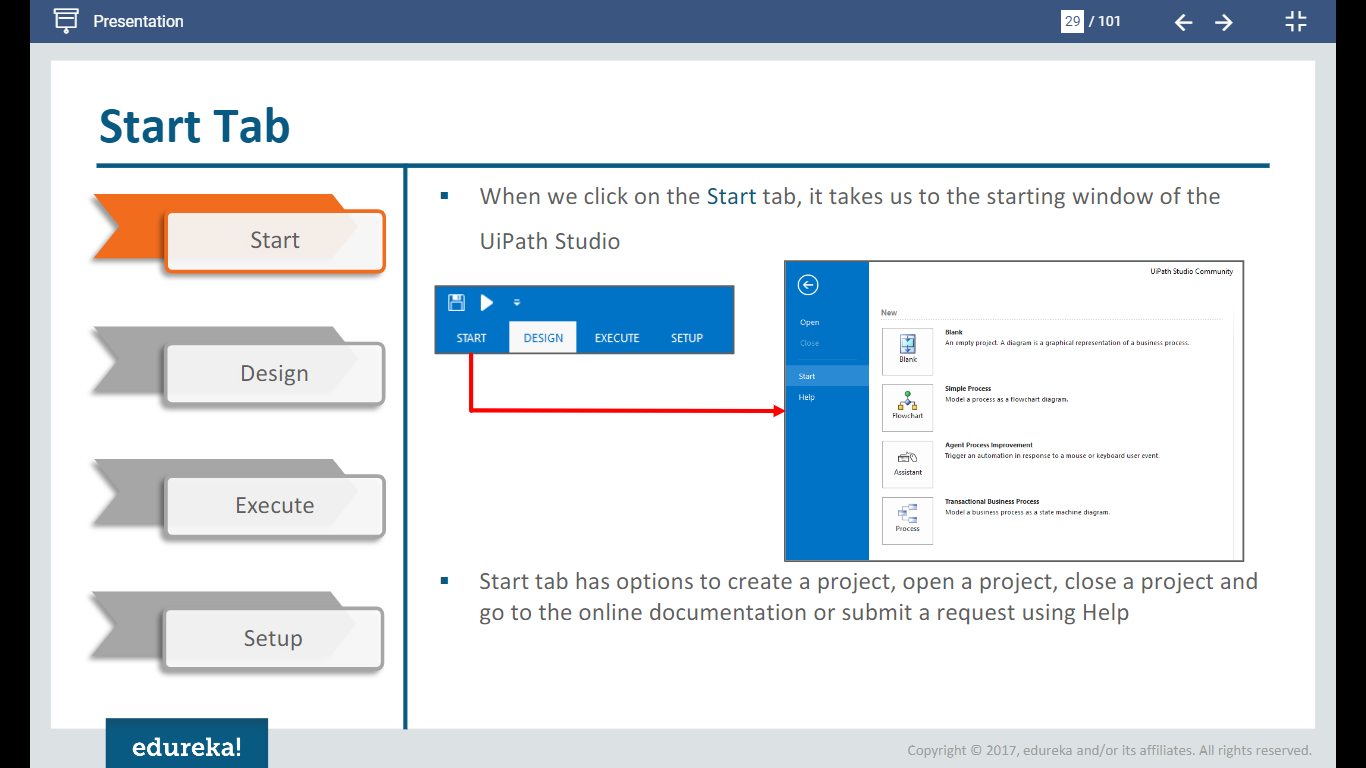 Presentation
29 / 101
Start Tab
Start
Design
Execute
Setup
When we click on the Start tab, it takes us to the starting window of the
UiPath Studio
START DESIGN EXECUTE SETUP
UiPath Studio Community
Open
Close
Start
Help
New
Blank
Blank
An empty project. A diagram is a graphical representation of a business process.
Flowchart
Simple Process
Model a process as a flowchart diagram.
Assistant
Agent Process Improvement
Trigger an automation in response to a mouse or keyboard user event.
Process
Transactional Business Process
Model a business process as a state machine diagram.
Start tab has options to create a project, open a project, close a project and
go to the online documentation or submit a request using Help
edureka!
Copyright © 2017, edureka and/or its affiliates. All rights reserved.